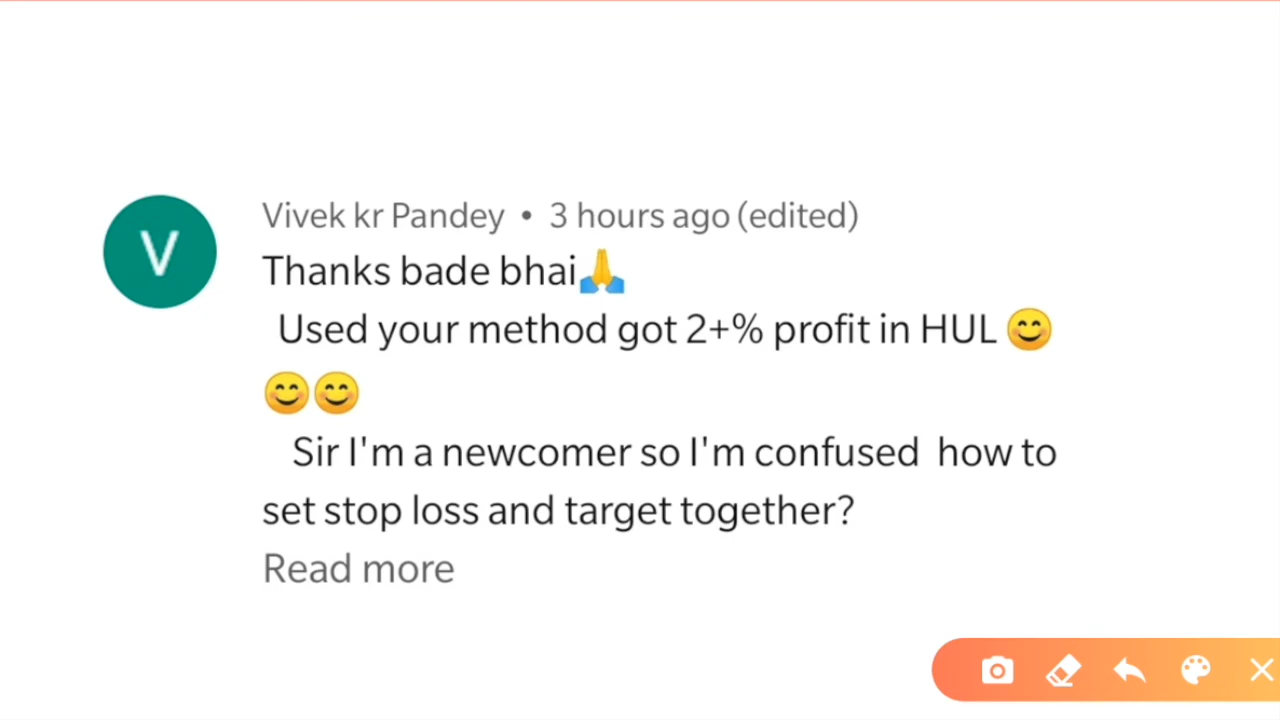 V
Vivek kr Pandey • 3 hours ago (edited)
Thanks bade bhai🙏
Used your method got 2+% profit in HUL 😊
😊😊
Sir I'm a newcomer so I'm confused how to
set stop loss and target together?
Read more